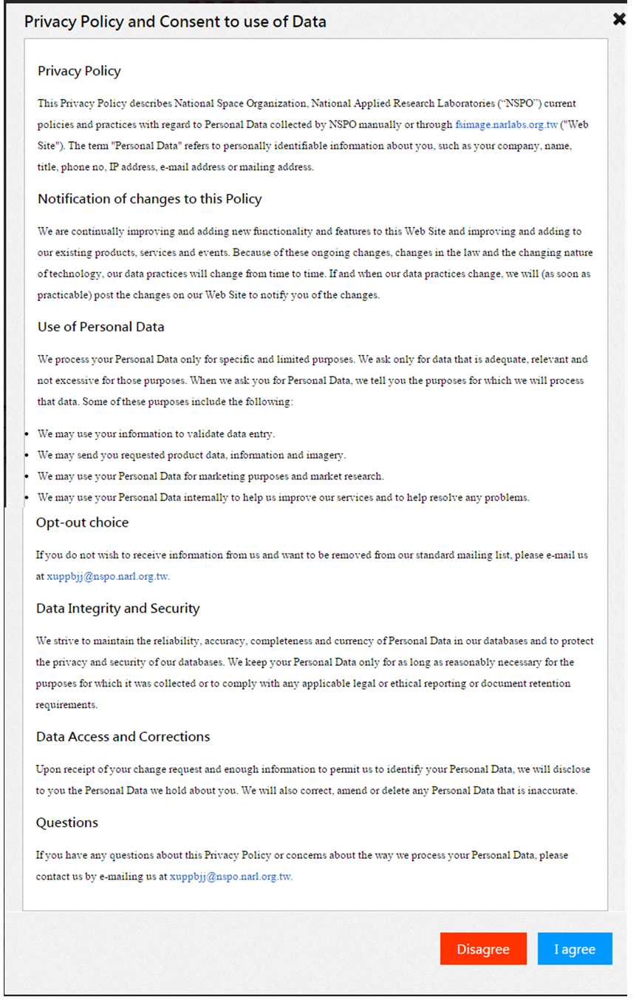 Privacy Policy and Consent to use of Data
Privacy Policy
This Privacy Policy describes National Space Organization, National Applied Research Laboratories (“NSPO”) current
policies and practices with regard to Personal Data collected by NSPO manually or through fsimage.narlabs.org.tw ("Web
Site"). The term "Personal Data" refers to personally identifiable information about you, such as your company, name,
title, phone no, IP address, e-mail address or mailing address.
Notification of changes to this Policy
We are continually improving and adding new functionality and features to this Web Site and improving and adding to
our existing products, services and events. Because of these ongoing changes, changes in the law and the changing nature
of technology, our data practices will change from time to time. If and when our data practices change, we will (as soon as
practicable) post the changes on our Web Site to notify you of the changes.
Use of Personal Data
We process your Personal Data only for specific and limited purposes. We ask only for data that is adequate, relevant and
not excessive for those purposes. When we ask you for Personal Data, we tell you the purposes for which we will process
that data. Some of these purposes include the following:
• We may use your information to validate data entry.
• We may send you requested product data, information and imagery.
• We may use your Personal Data for marketing purposes and market research.
• We may use your Personal Data internally to help us improve our services and to help resolve any problems.
Opt-out choice
If you do not wish to receive information from us and want to be removed from our standard mailing list, please e-mail us
at xuppbjj@nspo.narl.org.tw.
Data Integrity and Security
We strive to maintain the reliability, accuracy, completeness and currency of Personal Data in our databases and to protect
the privacy and security of our databases. We keep your Personal Data only for as long as reasonably necessary for the
purposes for which it was collected or to comply with any applicable legal or ethical reporting or document retention
requirements.
Data Access and Corrections
Upon receipt of your change request and enough information to permit us to identify your Personal Data, we will disclose
to you the Personal Data we hold about you. We will also correct, amend or delete any Personal Data that is inaccurate.
Questions
If you have any questions about this Privacy Policy or concerns about the way we process your Personal Data, please
contact us by e-mailing us at xuppbjj@nspo.narl.org.tw.
Disagree I agree